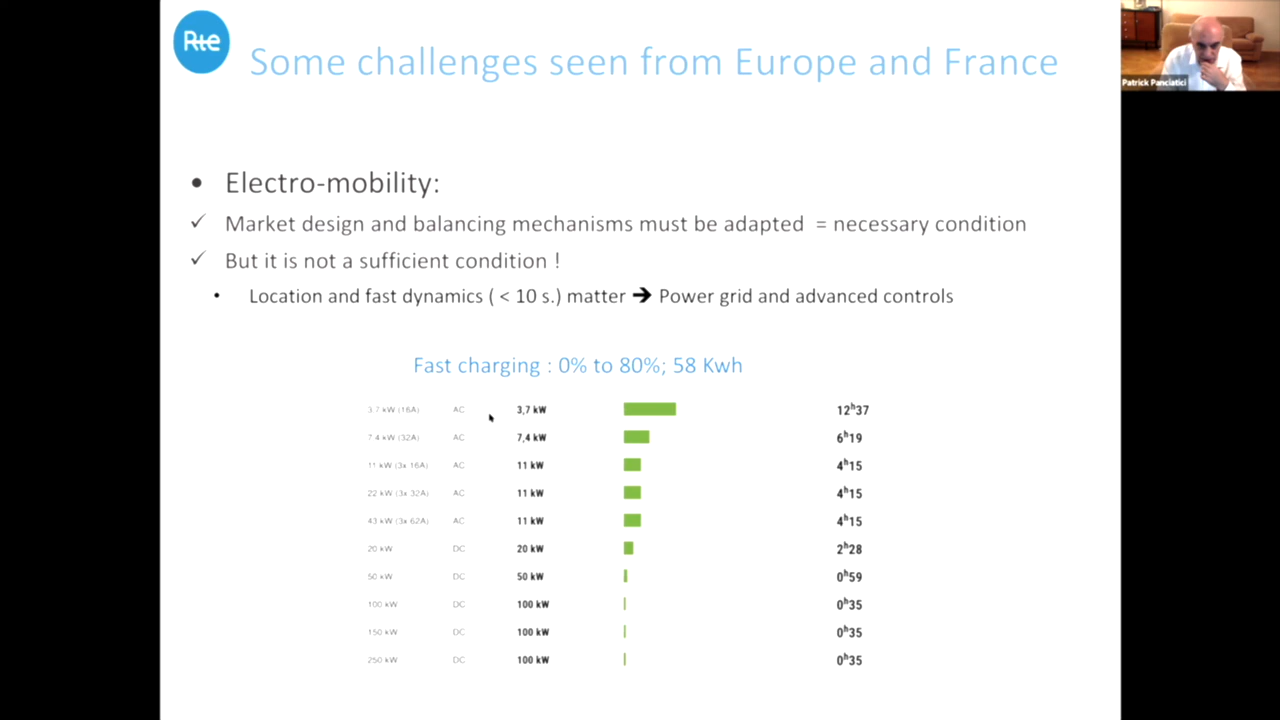 Rte
Some challenges seen from Europe and France
Patrick Panciatici
• Electro-mobility:
✓ Market design and balancing mechanisms must be adapted = necessary condition
✓ But it is not a sufficient condition !
• Location and fast dynamics ( < 10 s.) matter ➔ Power grid and advanced controls
Fast charging : 0% to 80%; 58 Kwh
3.7 kW (16A) AC 3,7 kW 12h37
7.4 kW (32A) AC 7,4 kW 6h19
11 kW (3x 16A) AC 11 kW 4h15
22 kW (3x 32A) AC 11 kW 4h15
43 kW (3x 62A) AC 11 kW 4h15
20 kW DC 20 kW 2h28
50 kW DC 50 kW 0h59
100 kW DC 100 kW 0h35
150 kW DC 100 kW 0h35
250 kW DC 100 kW 0h35